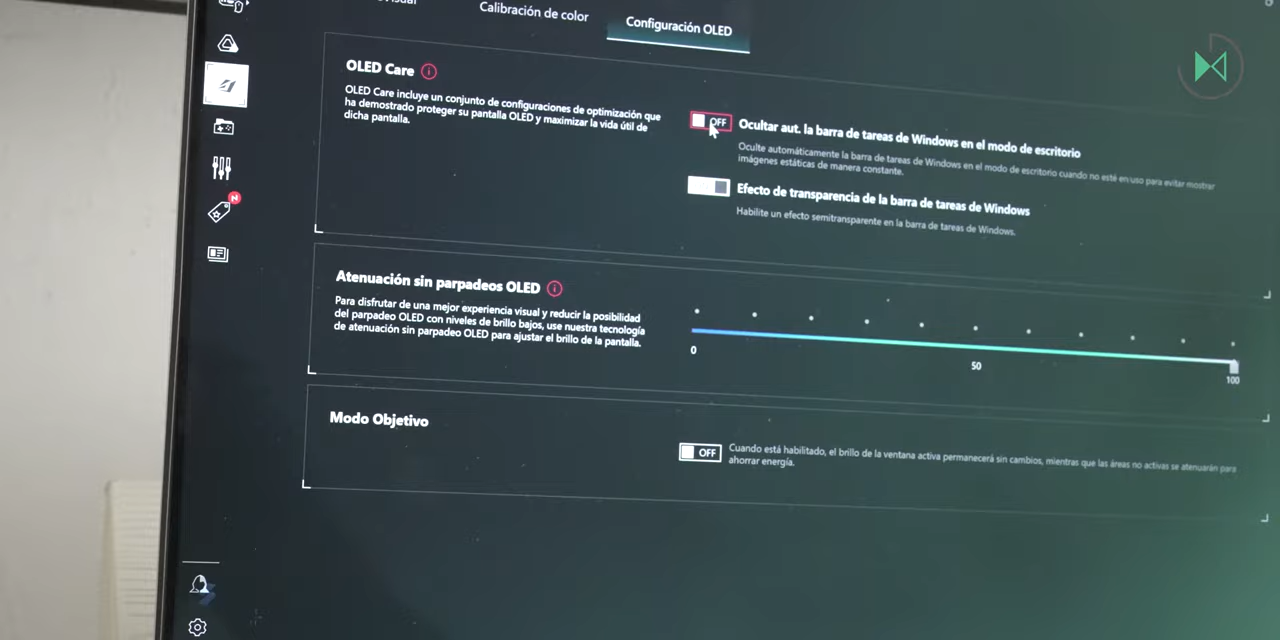 Calibración de color
Configuración OLED
OLED Care
OLED Care incluye un conjunto de configuraciones de optimización que
ha demostrado proteger su pantalla OLED y maximizar la vida útil de
dicha pantalla.
OFF
Ocultar aut. la barra de tareas de Windows en el modo de escritorio
Oculte automáticamente la barra de tareas de Windows en el modo de escritorio cuando no esté en uso para evitar mostrar
imágenes estáticas de manera constante.
Efecto de transparencia de la barra de tareas de Windows
Habilite un efecto semitransparente en la barra de tareas de Windows.
Atenuación sin parpadeos OLED
Para disfrutar de una mejor experiencia visual y reducir la posibilidad
del parpadeo OLED con niveles de brillo bajos, use nuestra tecnología
de atenuación sin parpadeo OLED para ajustar el brillo de la pantalla.
0
50
100
Modo Objetivo
OFF
Cuando está habilitado, el brillo de la ventana activa permanecerá sin cambios, mientras que las áreas no activas se atenuarán para
ahorrar energía.
N